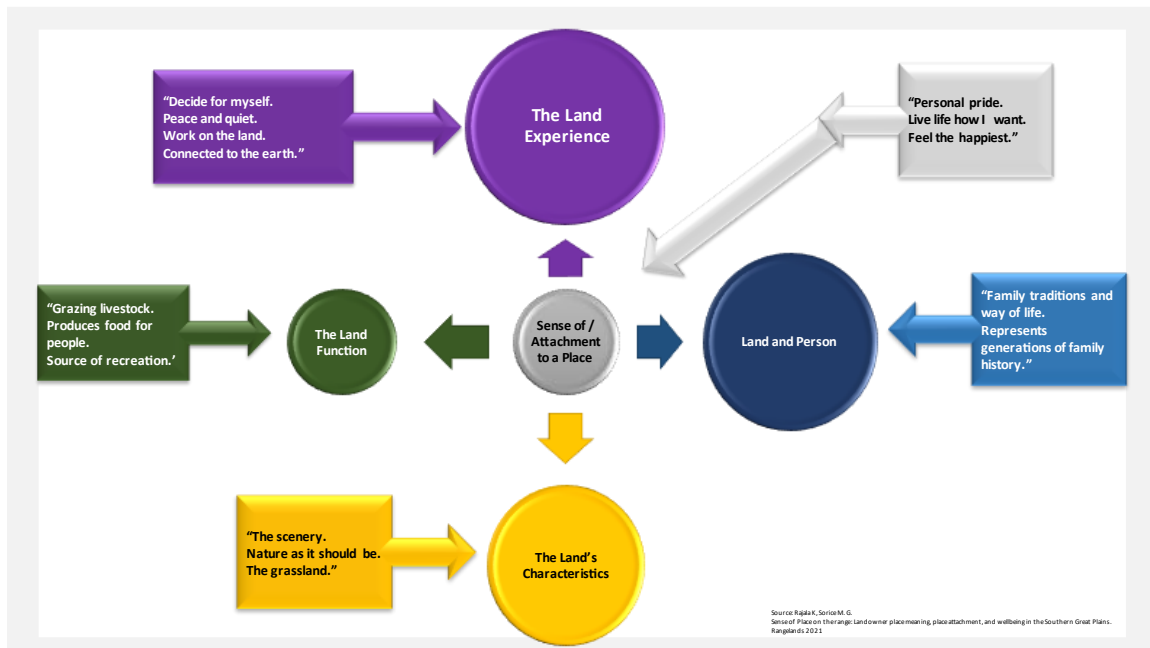 The Land
Experience
“Decide for myself.
Peace and quiet.
Work on the land.
Connected to the earth.”
“Personal pride.
Live life how I want.
Feel the happiest.”
“Grazing livestock.
Produces food for
people.
Source of recreation.’
The Land
Function
Sense of /
Attachment
to a Place
Land and Person
“Family traditions and
way of life.
Represents
generations of family
history.”
“The scenery.
Nature as it should be.
The grassland.”
The Land’s
Characteristics
Source: Rajala K, Sorice M. G.
Sense of Place on the range: Landowner place meaning, place attachment, and wellbeing in the Southern Great Plains.
Rangelands 2021